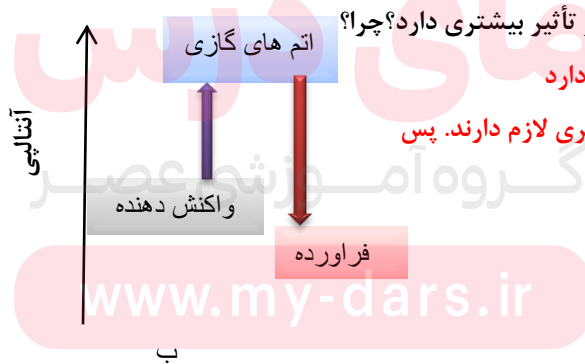 تأثیر بیشتری دارد؟چرا؟
اتم های گازی
دارد
ری لازم دارند. پس
آنتالپی
واکنش دهنده
گروه آموزشی عصر
فراورده
www.my-dars.ir
ب